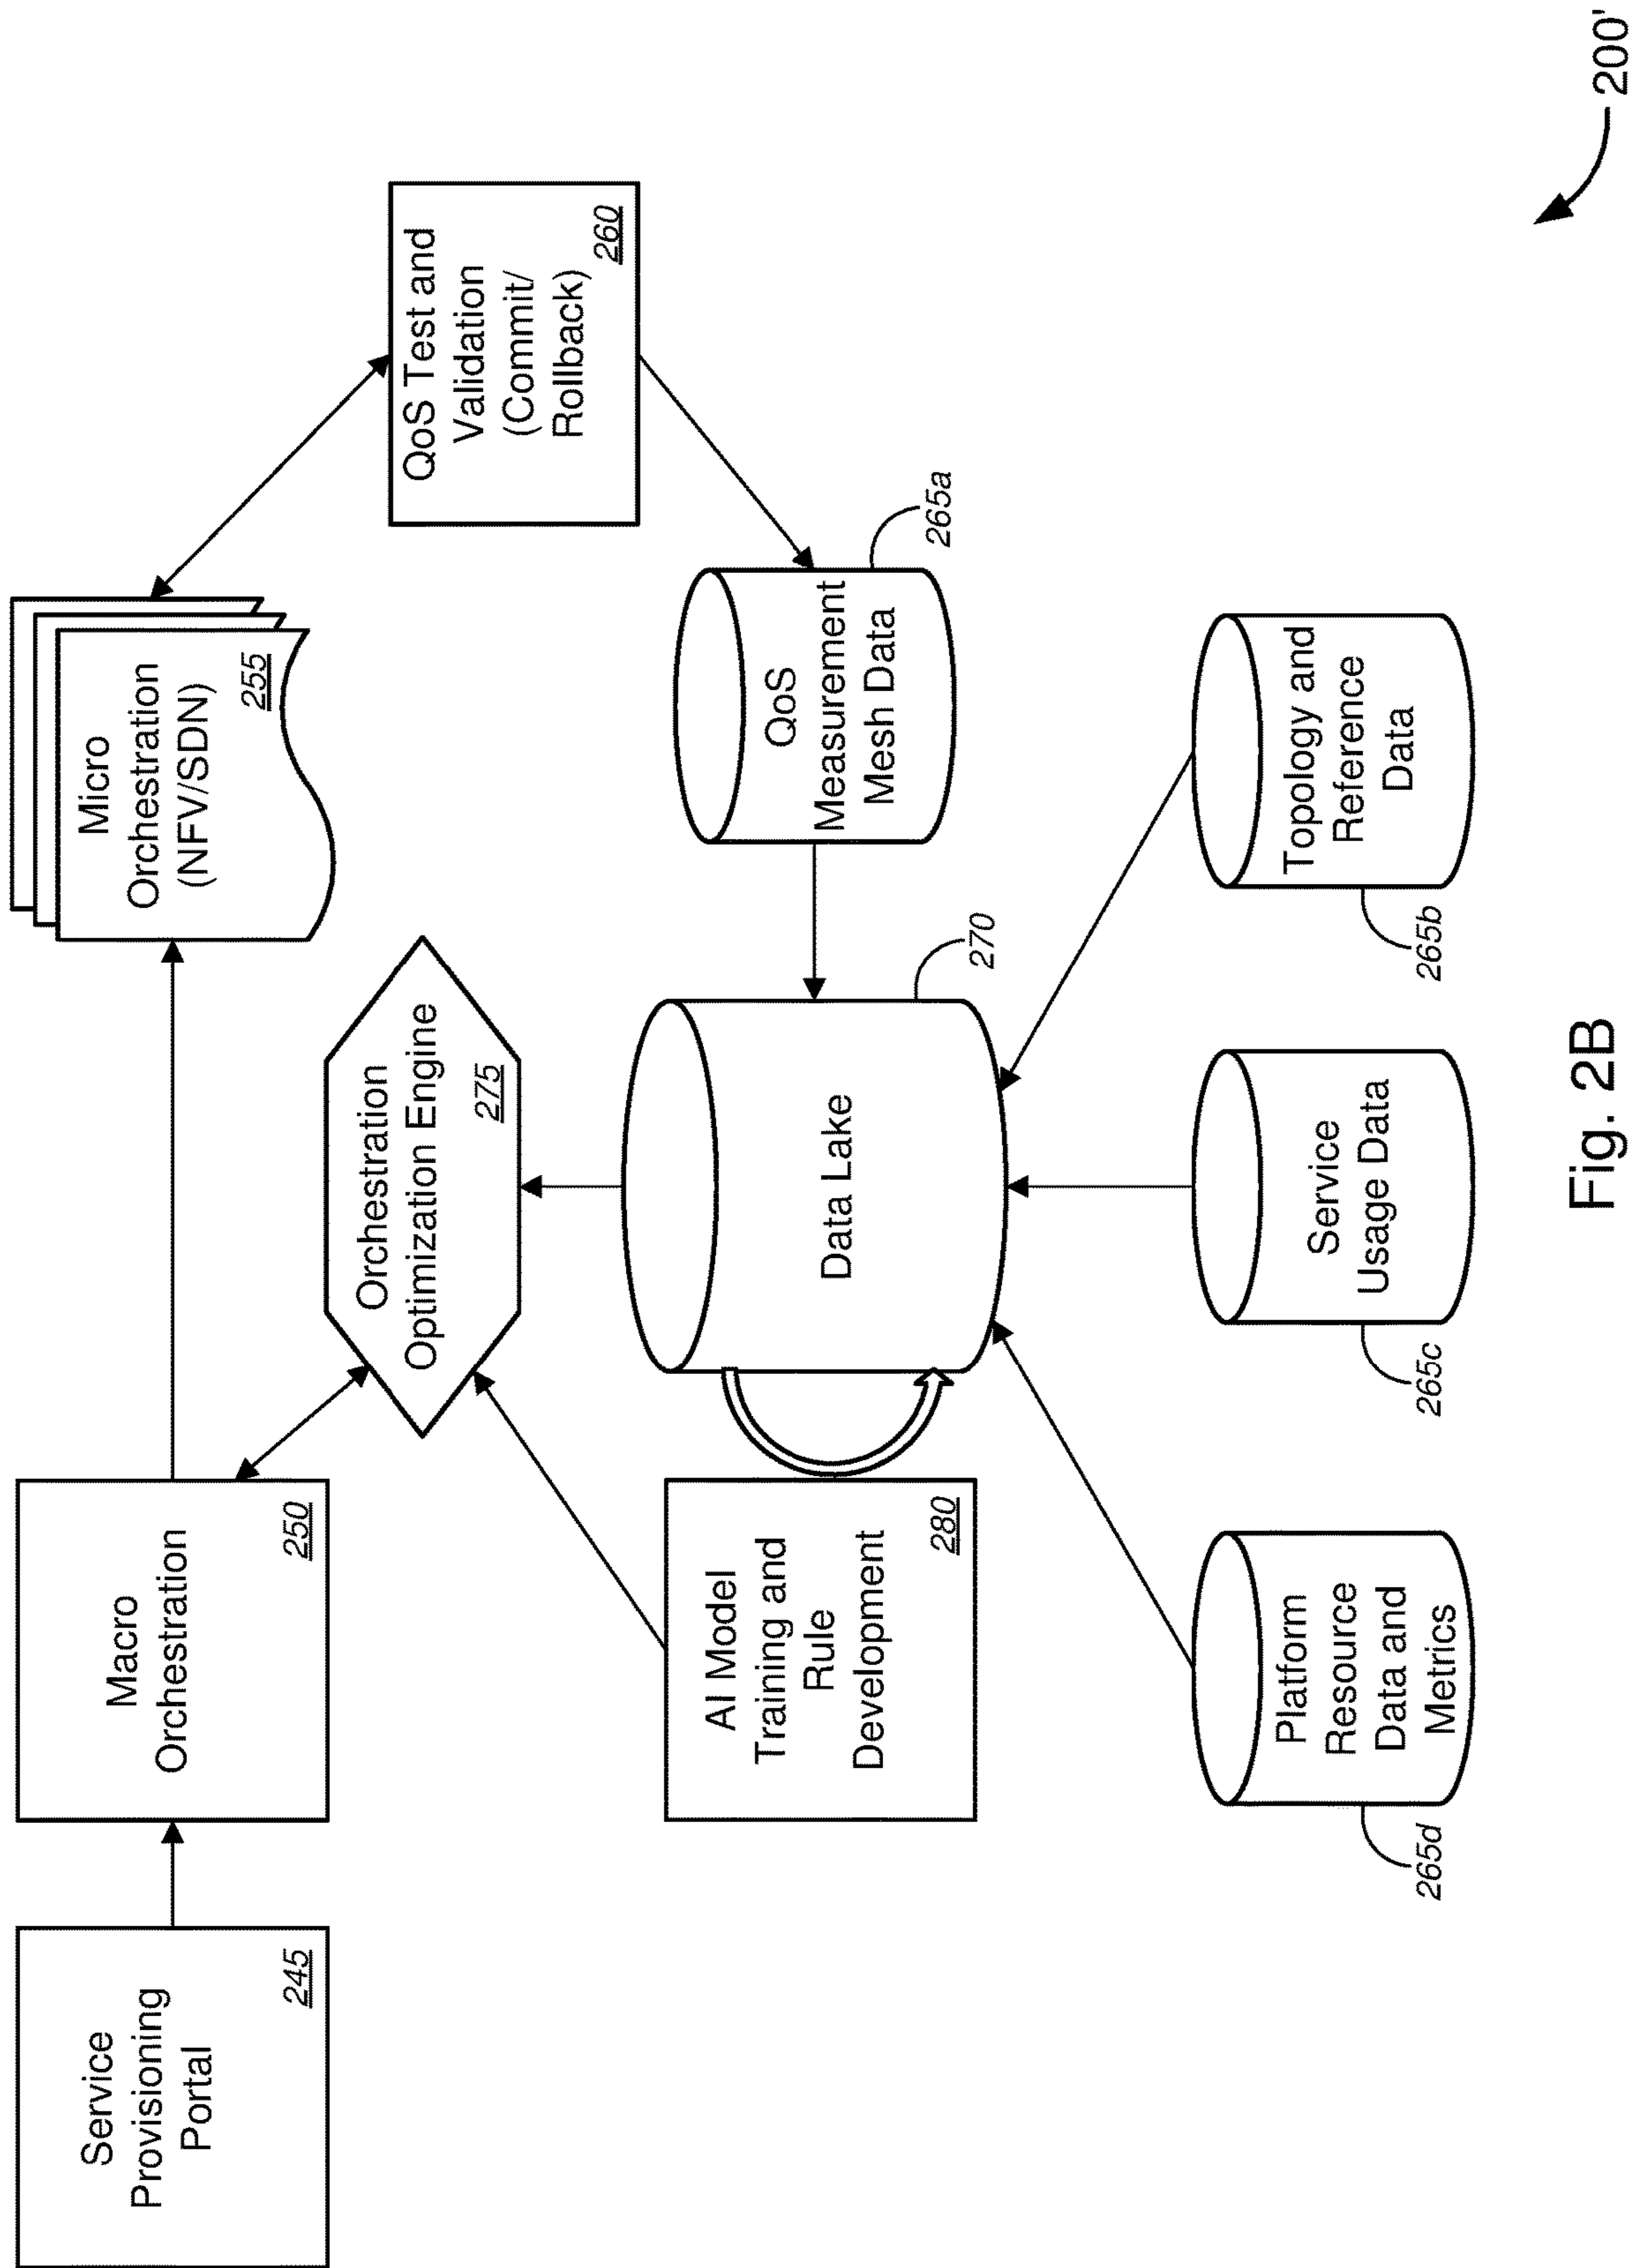 Service
Provisioning
Portal
245
Macro
Orchestration
250
Micro
Orchestration
(NFV/SDN)
255
Orchestration
Optimization Engine
275
QoS Test and
Validation
(Commit/
Rollback)
260
AI Model
Training and
Rule
Development
280
Data Lake
270
QoS
Measurement
Mesh Data
265a
Platform
Resource
Data and
Metrics
265d
Service
Usage Data
265c
Topology and
Reference
Data
265b
Fig. 2B
200'